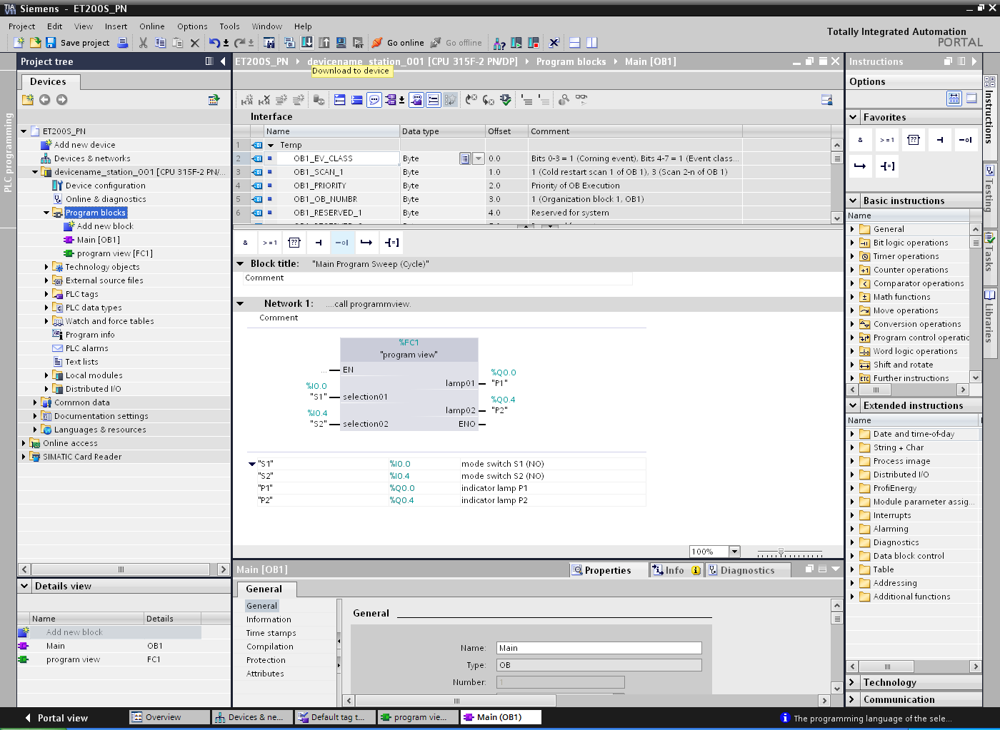 Siemens - ET200S_PN
Project Edit View Insert Online Options Tools Window Help
Save project
Go online
Go offline
Totally Integrated Automation
PORTAL
Project tree
ET200S_PN devicename_station_001 [CPU 315F-2 PN/DP] Program blocks Main [OB1]
Download to device
Instructions
Devices
Options
PLC programming
Interface
Name Data type Offset Comment
1 Temp
2 OB1_EV_CLASS Byte 0.0 Bits 0-3 = 1 (Coming event), Bits 4-7 = 1 (Event class...
3 OB1_SCAN_1 Byte 1.0 1 (Cold restart scan 1 of OB 1), 3 (Scan 2-n of OB 1)
4 OB1_PRIORITY Byte 2.0 Priority of OB Execution
5 OB1_OB_NUMBR Byte 3.0 1 (Organization block 1, OB1)
6 OB1_RESERVED_1 Byte 4.0 Reserved for system
ET200S_PN
Add new device
Devices & networks
devicename_station_001 [CPU 315F-2 PN/...
Device configuration
Online & diagnostics
Program blocks
Add new block
Main [OB1]
program view [FC1]
Technology objects
External source files
PLC tags
PLC data types
Watch and force tables
Program info
PLC alarms
Text lists
Local modules
Distributed I/O
Common data
Documentation settings
Languages & resources
Online access
SIMATIC Card Reader
& >=1 [??]
Block title: "Main Program Sweep (Cycle)"
Comment
Network 1: ....call programmview.
Comment
%FC1
"program view"
... EN
%I0.0
"S1" selection01
%I0.4
"S2" selection02
%Q0.0
lamp01 "P1"
%Q0.4
lamp02 "P2"
ENO
"S1" %I0.0 mode switch S1 (NO)
"S2" %I0.4 mode switch S2 (NO)
"P1" %Q0.0 indicator lamp P1
"P2" %Q0.4 indicator lamp P2
100%
Favorites
& >=1 [??]
Basic instructions
Name
General
Bit logic operations
Timer operations
Counter operations
Comparator operations
Math functions
Move operations
Conversion operations
Program control operatic
Word logic operations
Shift and rotate
Further instructions
Extended instructions
Name
Date and time-of-day
String + Char
Process image
Distributed I/O
ProfiEnergy
Module parameter assig...
Interrupts
Alarming
Diagnostics
Data block control
Table
Addressing
Additional functions
Technology
Communication
Instructions
Testing
Tasks
Libraries
Details view
Name Details
Add new block
Main OB1
program view FC1
Main [OB1]
Properties Info Diagnostics
General
General
Information
Time stamps
Compilation
Protection
Attributes
General
Name: Main
Type: OB
Number: 1
Portal view
Overview
Devices & ne...
Default tag t...
program vie...
Main (OB1)
The programming language of the sele...